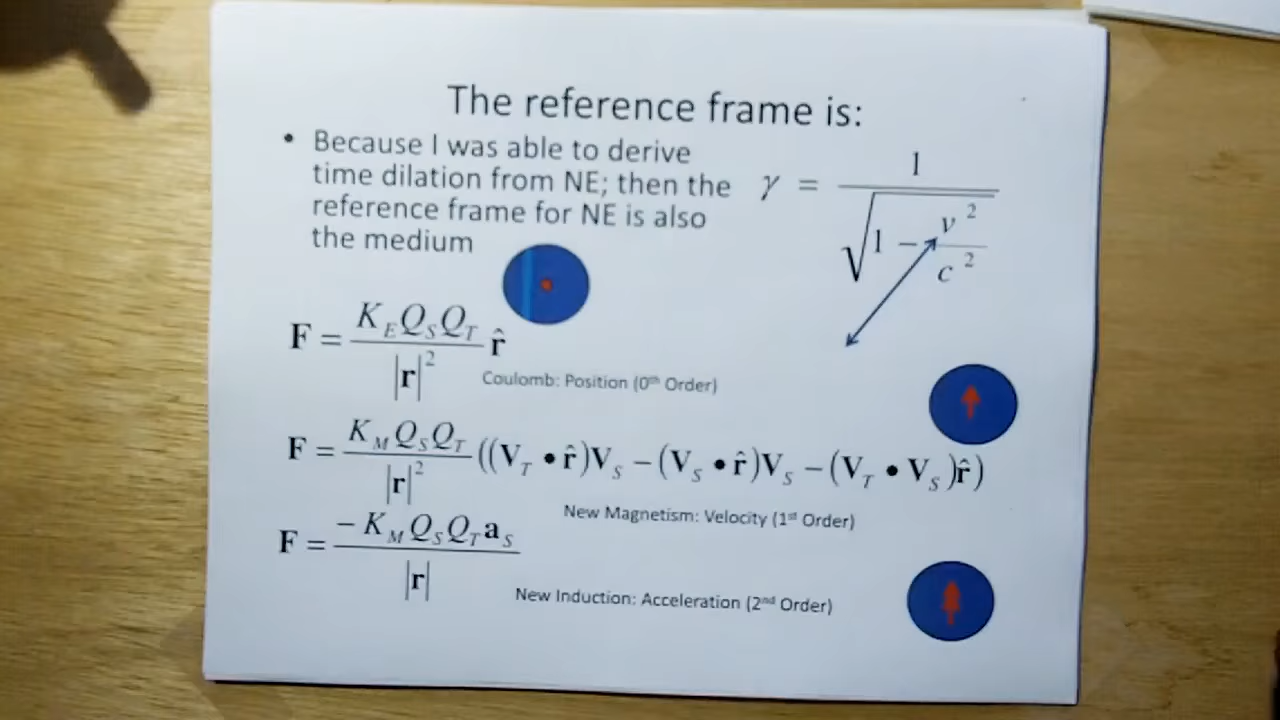 The reference frame is:
• Because I was able to derive
time dilation from NE; then the
reference frame for NE is also
the medium
γ = 1 / √(1 − v² / c²)
F = K_E Q_S Q_T / |r|² r̂
Coulomb: Position (0th Order)
F = K_M Q_S Q_T / |r|² ((V_T • r̂)V_S − (V_S • r̂)V_S − (V_T • V_S)r̂)
New Magnetism: Velocity (1st Order)
F = −K_M Q_S Q_T a_S / |r|
New Induction: Acceleration (2nd Order)